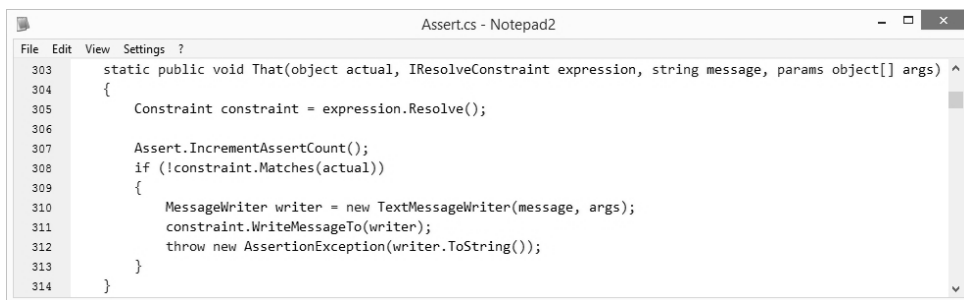 Assert.cs - Notepad2
File Edit View Settings ?
303 static public void That(object actual, IResolveConstraint expression, string message, params object[] args)
304 {
305 Constraint constraint = expression.Resolve();
306
307 Assert.IncrementAssertCount();
308 if (!constraint.Matches(actual))
309 {
310 MessageWriter writer = new TextMessageWriter(message, args);
311 constraint.WriteMessageTo(writer);
312 throw new AssertionException(writer.ToString());
313 }
314 }